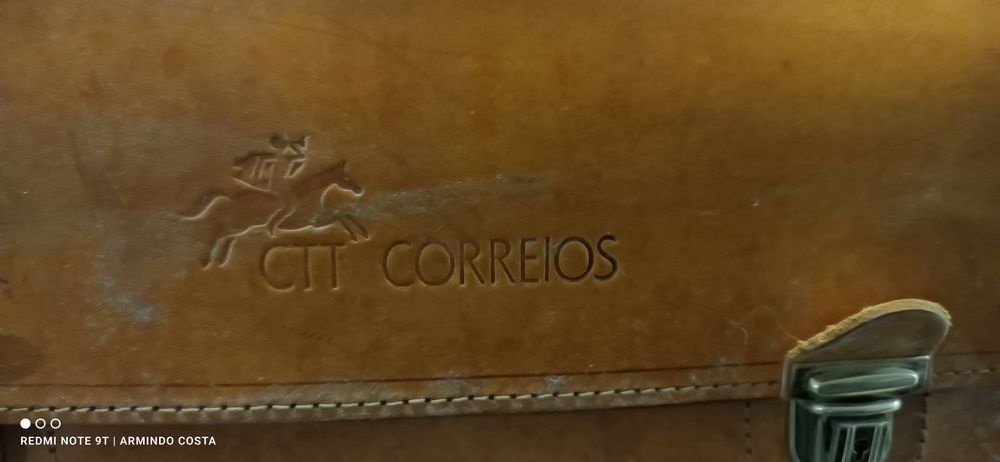 CTT CORREIOS
REDMI NOTE 9T | ARMINDO COSTA